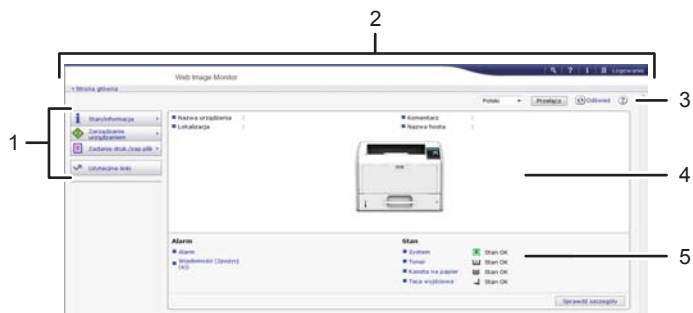 2
Web Image Monitor
Logowanie
Strona główna
Polski Przełącz Odśwież
3
1
Stan/informacja
Zarządzanie urządzeniem
Zadanie druk./zap.plik
Użyteczne linki
Nazwa urządzenia :
Lokalizacja :
Komentarz :
Nazwa hosta :
4
Alarm
Alarm
Wiadomości (2pozycj
(e))
Stan
System Stan OK
Toner Stan OK
Kaseta na papier Stan OK
Taca wyjściowa Stan OK
5
Sprawdź szczegóły